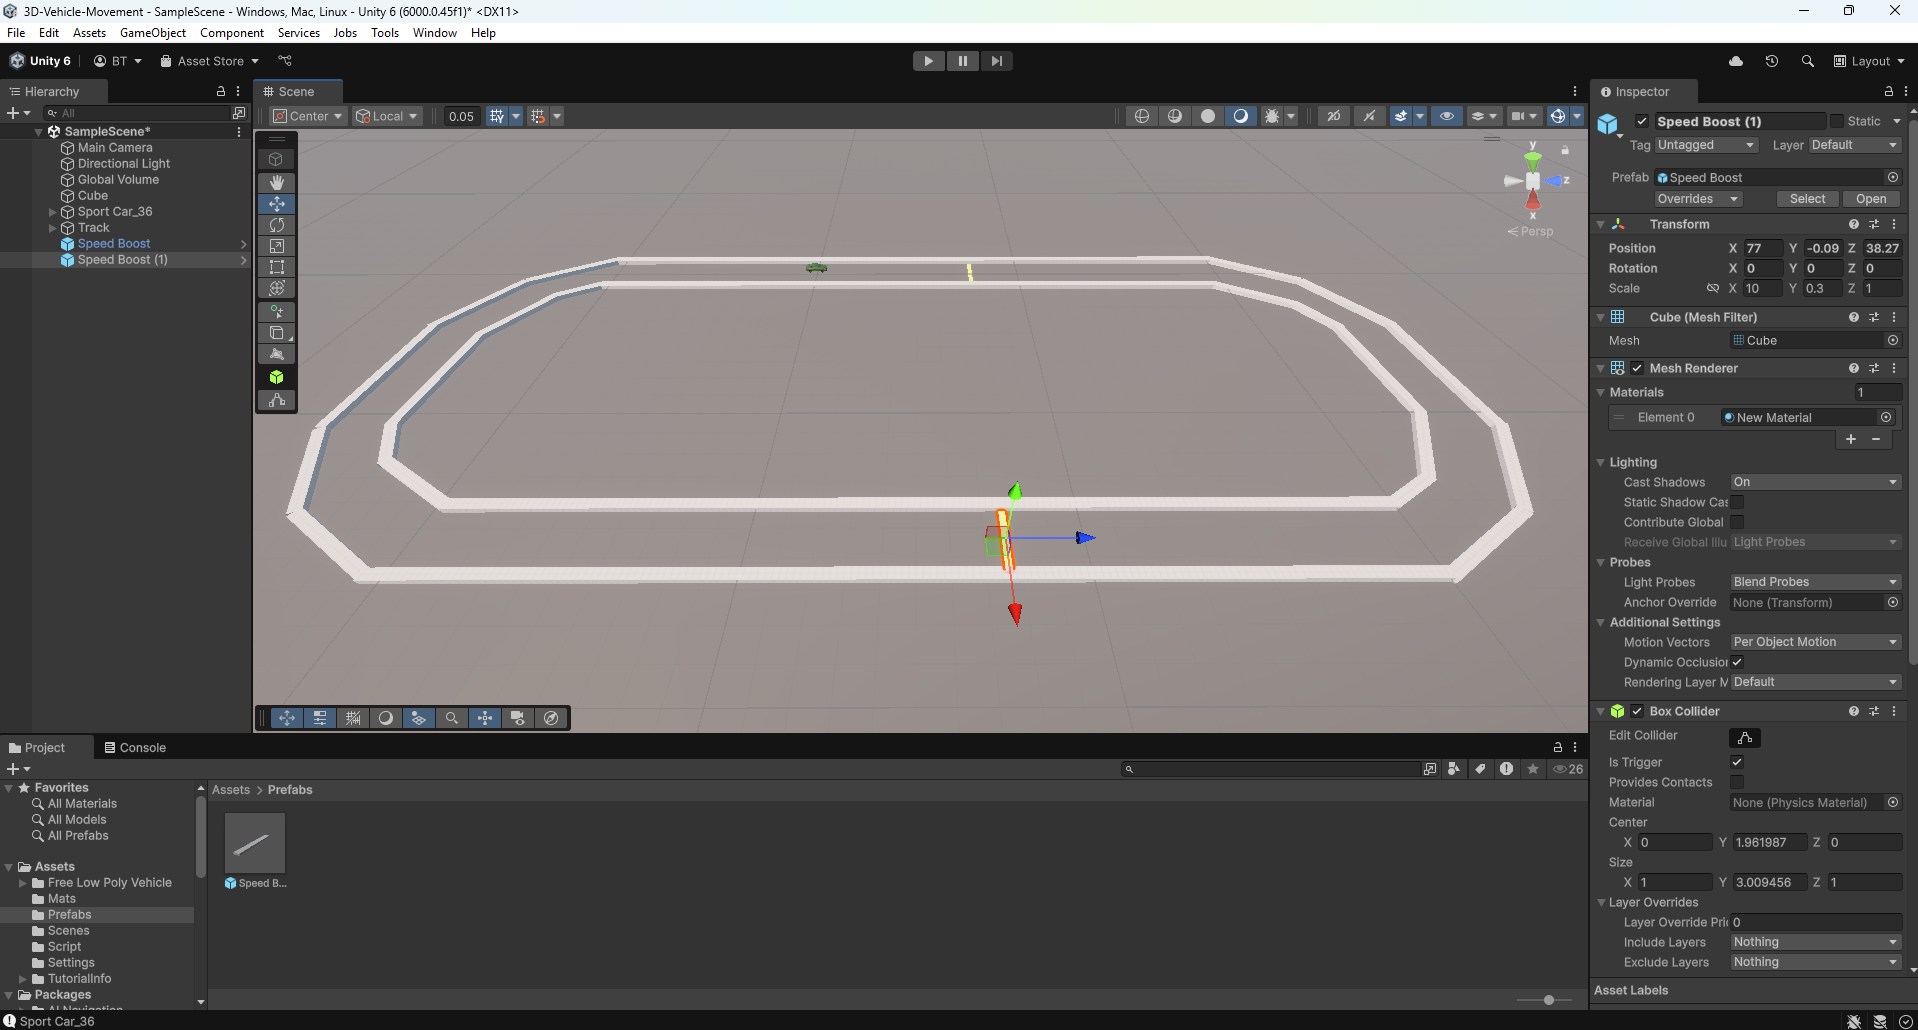 3D-Vehicle-Movement - SampleScene - Windows, Mac, Linux - Unity 6 (6000.0.45f1)* <DX11>
File Edit Assets GameObject Component Services Jobs Tools Window Help
Unity 6 BT Asset Store Layout
Hierarchy
All
SampleScene*
Main Camera
Directional Light
Global Volume
Cube
Sport Car_36
Track
Speed Boost
Speed Boost (1)
Scene
Center Local 0.05 2D
y
z
x
Persp
Inspector
Speed Boost (1) Static
Tag Untagged Layer Default
Prefab Speed Boost
Overrides Select Open
Transform
Position X 77 Y -0.09 Z 38.27
Rotation X 0 Y 0 Z 0
Scale X 10 Y 0.3 Z 1
Cube (Mesh Filter)
Mesh Cube
Mesh Renderer
Materials 1
Element 0 New Material
Lighting
Cast Shadows On
Static Shadow Cas
Contribute Global
Receive Global Illu Light Probes
Probes
Light Probes Blend Probes
Anchor Override None (Transform)
Additional Settings
Motion Vectors Per Object Motion
Dynamic Occlusion
Rendering Layer M Default
Box Collider
Edit Collider
Is Trigger
Provides Contacts
Material None (Physics Material)
Center
X 0 Y 1.961987 Z 0
Size
X 1 Y 3.009456 Z 1
Layer Overrides
Layer Override Pri 0
Include Layers Nothing
Exclude Layers Nothing
Asset Labels
Project Console
26
Favorites
All Materials
All Models
All Prefabs
Assets
Free Low Poly Vehicle
Mats
Prefabs
Scenes
Script
Settings
TutorialInfo
Packages
AI Navigation
Assets > Prefabs
Speed B...
Sport Car_36